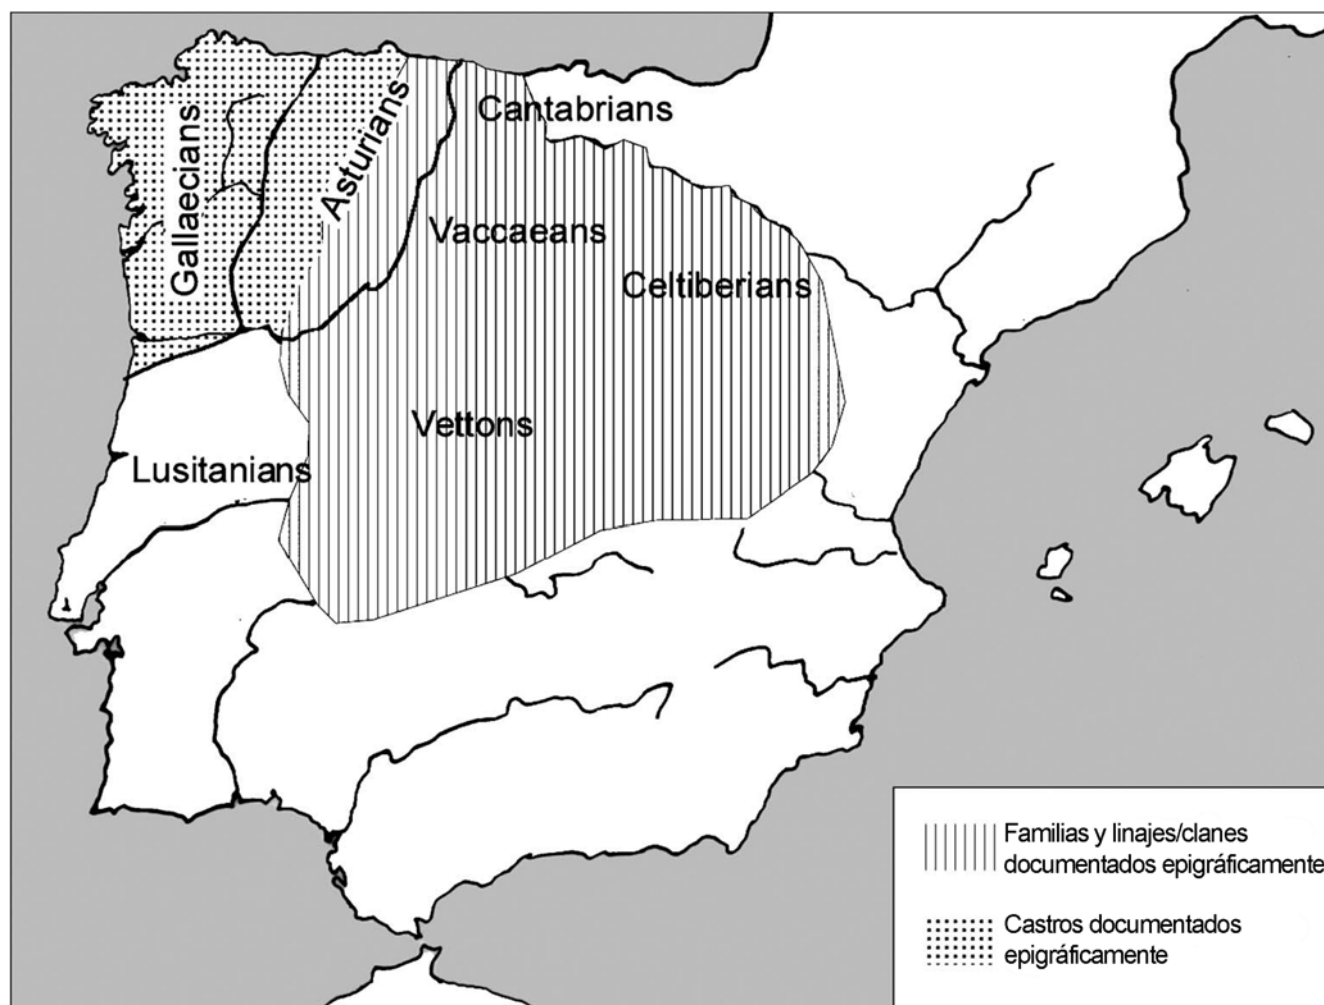 Cantabrians
Gallaecians
Asturians
Vaccaeans
Celtiberians
Vettons
Lusitanians
Familias y linajes/clanes
documentados epigráficamente
Castros documentados
epigráficamente